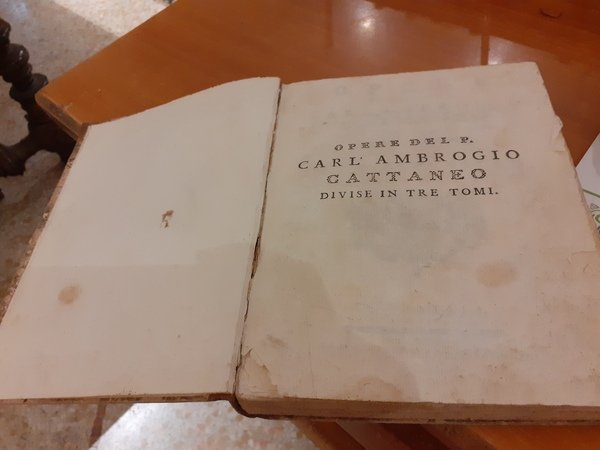 OPERE DEL P.
CARL' AMBROGIO
CATTANEO
DIVISE IN TRE TOMI.